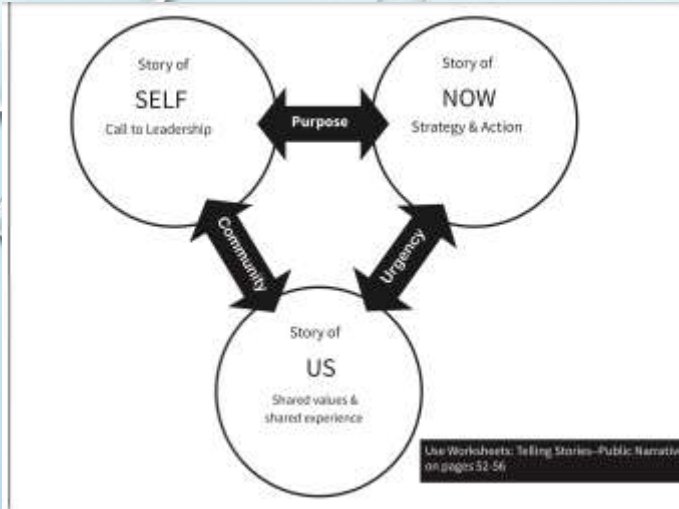 Story of
SELF
Call to Leadership
Purpose
Story of
NOW
Strategy & Action
Community
Urgency
Story of
US
Shared values &
shared experience
Use Worksheets: Telling Stories–Public Narrative
on pages 52-56